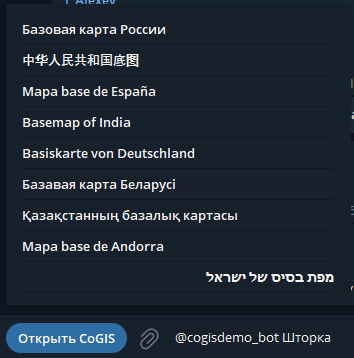 Alexey
Базовая карта России
中华人民共和国底图
Mapa base de España
Basemap of India
Basiskarte von Deutschland
Базавая карта Беларусі
Қазақстанның базалық картасы
Mapa base de Andorra
מפת בסיס של ישראל
Открыть CoGIS
@cogisdemo_bot Шторка